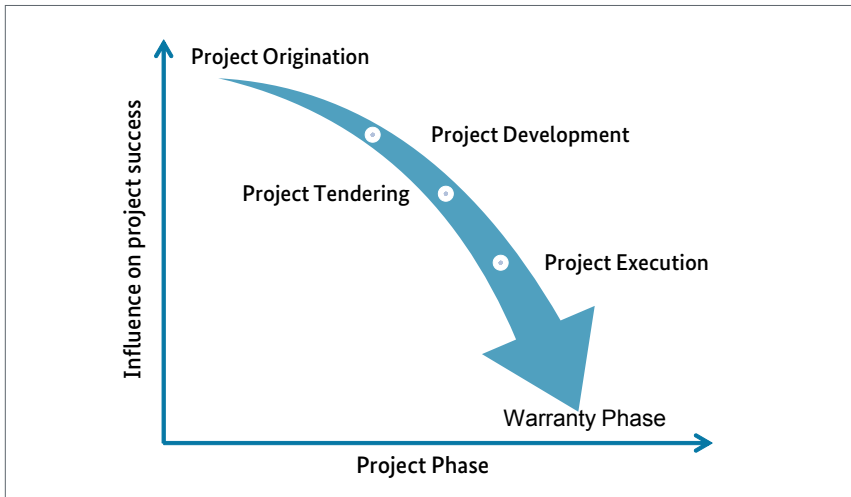 Project Origination
Project Development
Project Tendering
Project Execution
Warranty Phase
Influence on project success
Project Phase